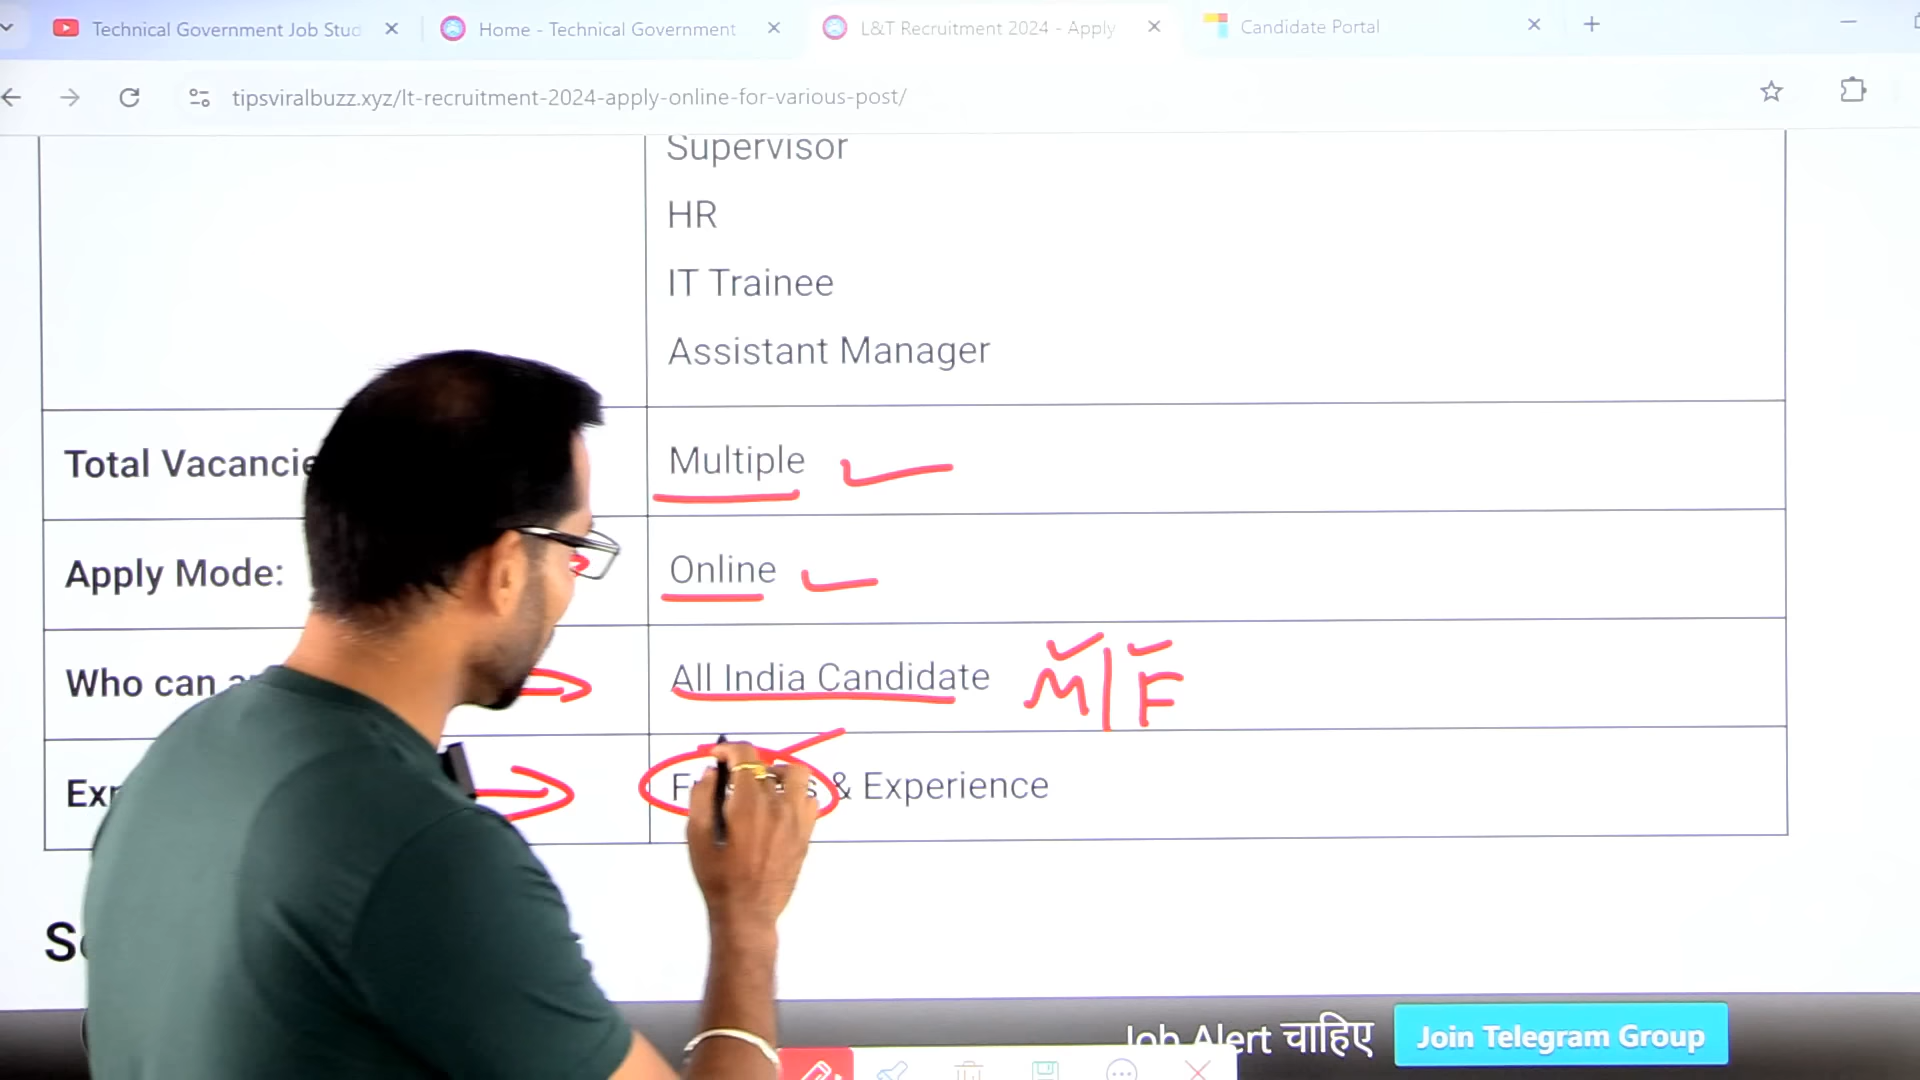 Technical Government Job Stud
Home - Technical Government
L&T Recruitment 2024 - Apply
Candidate Portal
tipsviralbuzz.xyz/lt-recruitment-2024-apply-online-for-various-post/
Supervisor
HR
IT Trainee
Assistant Manager
Total Vacancie
Multiple
Apply Mode:
Online
Who can
All India Candidate M|F
Exp
& Experience
Job Alert चाहिए
Join Telegram Group